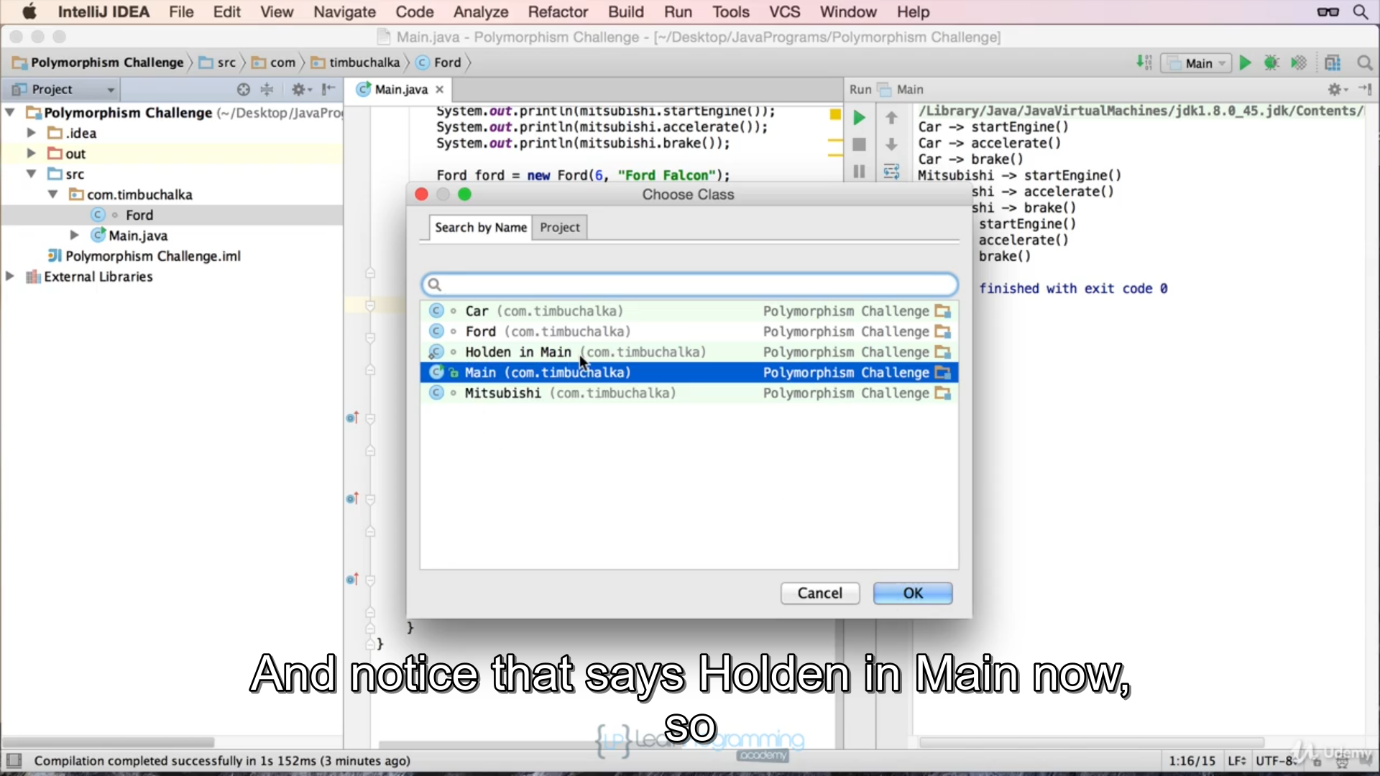 IntelliJ IDEA File Edit View Navigate Code Analyze Refactor Build Run Tools VCS Window Help
Main.java - Polymorphism Challenge - [~/Desktop/JavaPrograms/Polymorphism Challenge]
Polymorphism Challenge src com timbuchalka Ford Main
Project
Main.java
Run Main
Polymorphism Challenge (~/Desktop/JavaProg
.idea
out
src
com.timbuchalka
Ford
Main.java
Polymorphism Challenge.iml
External Libraries
System.out.println(mitsubishi.startEngine());
System.out.println(mitsubishi.accelerate());
System.out.println(mitsubishi.brake());
Ford ford = new Ford(6, "Ford Falcon");
}
}
/Library/Java/JavaVirtualMachines/jdk1.8.0_45.jdk/Contents/
Car -> startEngine()
Car -> accelerate()
Car -> brake()
Mitsubishi -> startEngine()
shi -> accelerate()
shi -> brake()
startEngine()
accelerate()
brake()
finished with exit code 0
Choose Class
Search by Name Project
Car (com.timbuchalka) Polymorphism Challenge
Ford (com.timbuchalka) Polymorphism Challenge
Holden in Main (com.timbuchalka) Polymorphism Challenge
Main (com.timbuchalka) Polymorphism Challenge
Mitsubishi (com.timbuchalka) Polymorphism Challenge
Cancel OK
And notice that says Holden in Main now,
so
academy
Compilation completed successfully in 1s 152ms (3 minutes ago) 1:16/15 LF UTF-8
Udemy